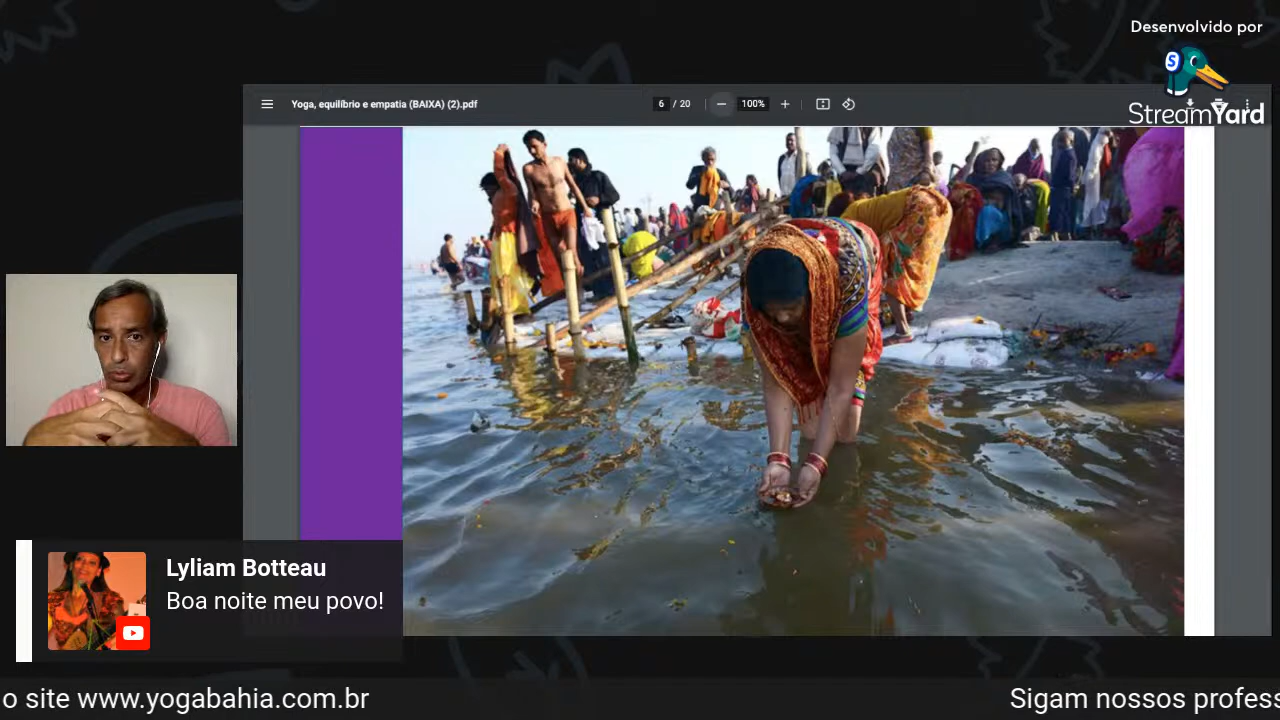 Desenvolvido por
S
StreamYard
Yoga, equilíbrio e empatia (BAIXA) (2).pdf
6 / 20
100%
Lyliam Botteau
Boa noite meu povo!
o site www.yogabahia.com.br
Sigam nossos profess